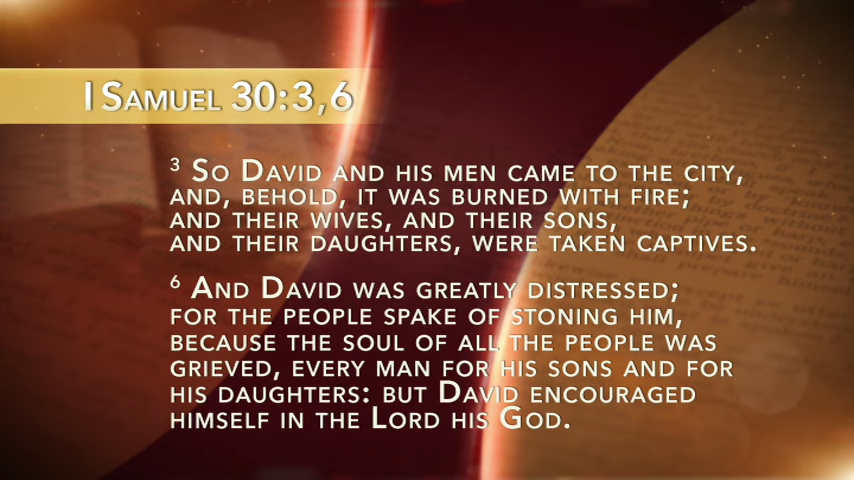 I Samuel 30:3,6
3 So David and his men came to the city,
and, behold, it was burned with fire;
and their wives, and their sons,
and their daughters, were taken captives.
6 And David was greatly distressed;
for the people spake of stoning him,
because the soul of all the people was
grieved, every man for his sons and for
his daughters: but David encouraged
himself in the Lord his God.